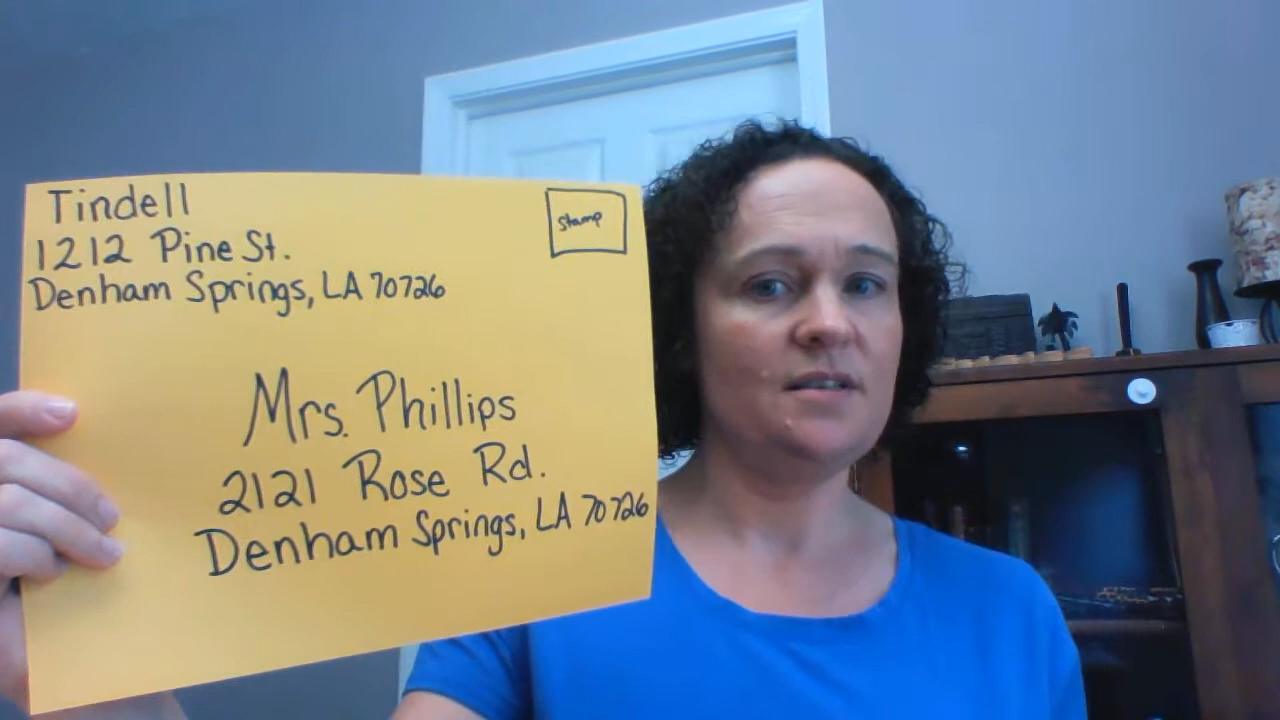 Tindell
1212 Pine St.
Denham Springs, LA 70726
Stamp
Mrs. Phillips
2121 Rose Rd.
Denham Springs, LA 70726